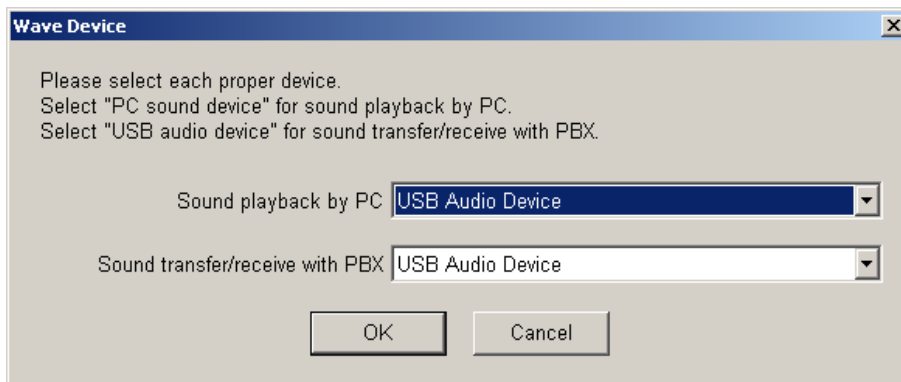 Wave Device
Please select each proper device.
Select "PC sound device" for sound playback by PC.
Select "USB audio device" for sound transfer/receive with PBX.
Sound playback by PC USB Audio Device
Sound transfer/receive with PBX USB Audio Device
OK Cancel